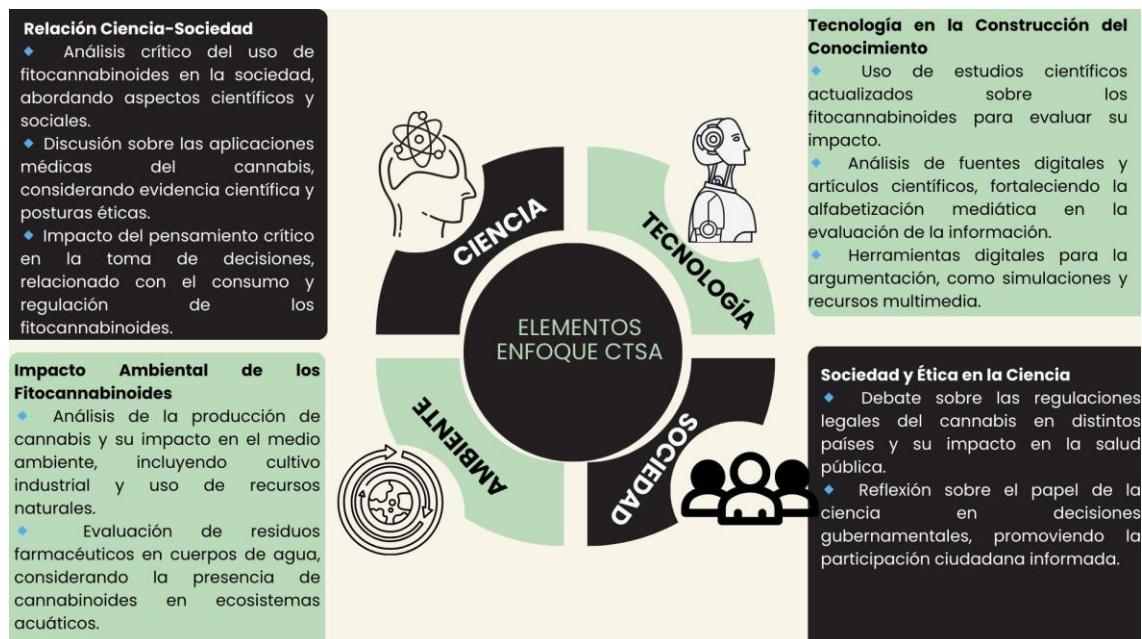 Relación Ciencia-Sociedad
Análisis crítico del uso de
fitocannabinoides en la sociedad,
abordando aspectos científicos y
sociales.
Discusión sobre las aplicaciones
médicas del cannabis,
considerando evidencia científica y
posturas éticas.
Impacto del pensamiento crítico
en la toma de decisiones,
relacionado con el consumo y
regulación de los
fitocannabinoides.
Impacto Ambiental de los
Fitocannabinoides
Análisis de la producción de
cannabis y su impacto en el medio
ambiente, incluyendo cultivo
industrial y uso de recursos
naturales.
Evaluación de residuos
farmacéuticos en cuerpos de agua,
considerando la presencia de
cannabinoides en ecosistemas
acuáticos.
CIENCIA
TECNOLOGÍA
ELEMENTOS
ENFOQUE CTSA
AMBIENTE
SOCIEDAD
Tecnología en la Construcción del
Conocimiento
Uso de estudios científicos
actualizados sobre los
fitocannabinoides para evaluar su
impacto.
Análisis de fuentes digitales y
artículos científicos, fortaleciendo la
alfabetización mediática en la
evaluación de la información.
Herramientas digitales para la
argumentación, como simulaciones y
recursos multimedia.
Sociedad y Ética en la Ciencia
Debate sobre las regulaciones
legales del cannabis en distintos
países y su impacto en la salud
pública.
Reflexión sobre el papel de la
ciencia en decisiones
gubernamentales, promoviendo la
participación ciudadana informada.